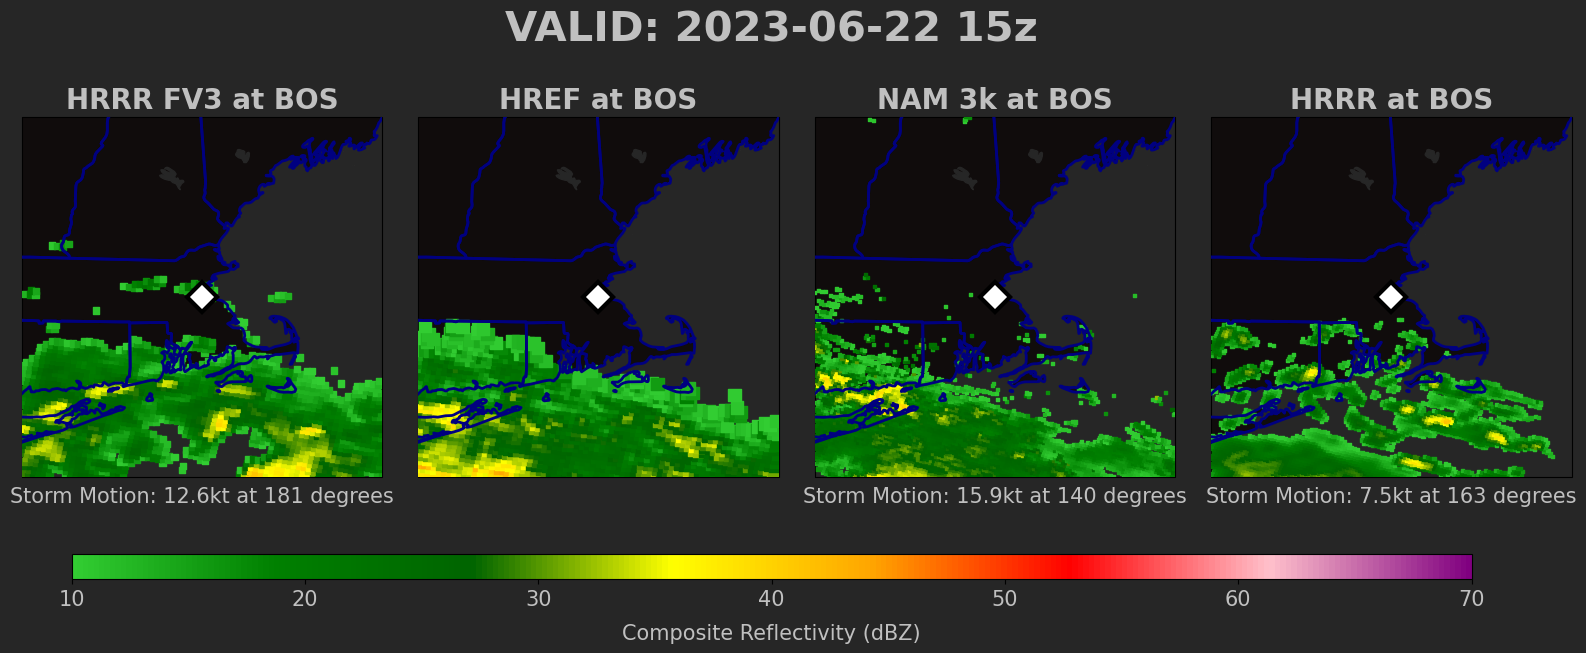 VALID: 2023-06-22 15z
HRRR FV3 at BOS
HREF at BOS
NAM 3k at BOS
HRRR at BOS
Storm Motion: 12.6kt at 181 degrees
Storm Motion: 15.9kt at 140 degrees
Storm Motion: 7.5kt at 163 degrees
10 20 30 40 50 60 70
Composite Reflectivity (dBZ)